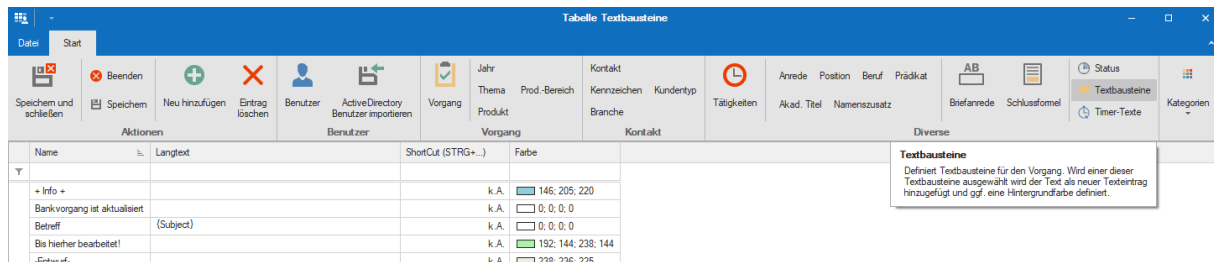 Tabelle Textbausteine
Datei Start
Speichern und schließen
Beenden
Speichern
Neu hinzufügen
Eintrag löschen
Aktionen
Benutzer
ActiveDirectory Benutzer importieren
Benutzer
Vorgang
Jahr
Thema Prod.-Bereich
Produkt
Vorgang
Kontakt
Kennzeichen Kundentyp
Branche
Kontakt
Tätigkeiten
Anrede Position Beruf Prädikat
Akad. Titel Namenszusatz
AB
Briefanrede
Schlussformel
Status
Textbausteine
Timer-Texte
Diverse
Kategorien
Name Langtext ShortCut (STRG+...) Farbe
+ Info + k.A. 146; 205; 220
Bankvorgang ist aktualisiert k.A. 0; 0; 0; 0
Betreff {Subject} k.A. 0; 0; 0; 0
Bis hierher bearbeitet! k.A. 192; 144; 238; 144
-Entwurf- k.A. 238; 236; 225
Textbausteine
Definiert Textbausteine für den Vorgang. Wird einer dieser
Textbausteine ausgewählt wird der Text als neuer Texteintrag
hinzugefügt und ggf. eine Hintergrundfarbe definiert.